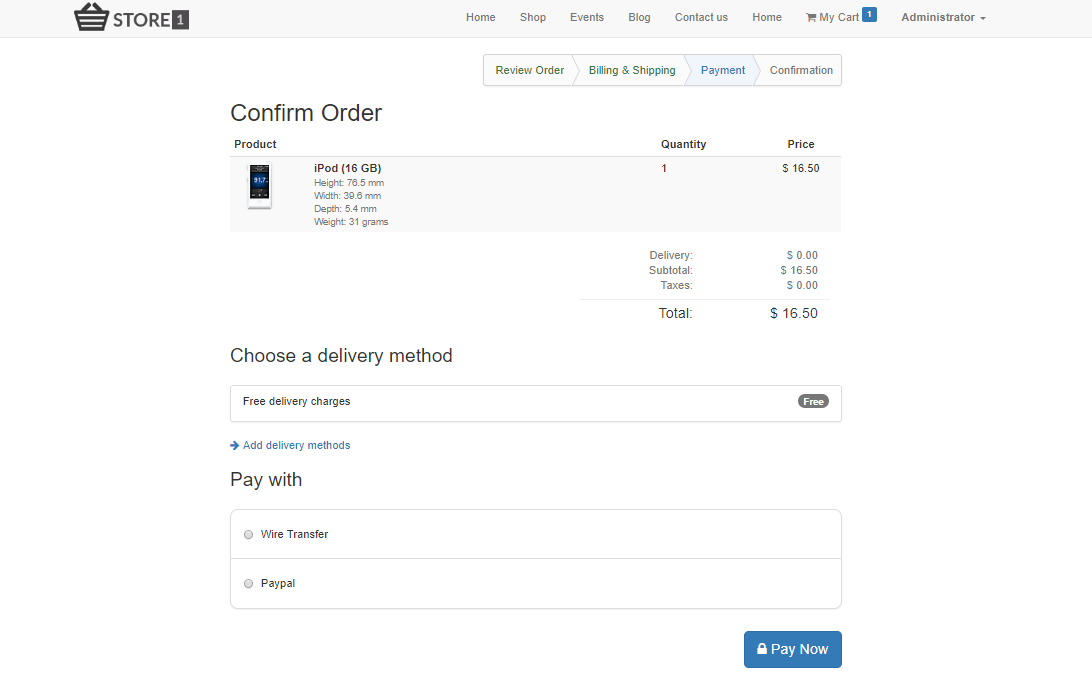 STORE 1
Home Shop Events Blog Contact us Home My Cart 1 Administrator
Review Order Billing & Shipping Payment Confirmation
Confirm Order
Product Quantity Price
iPod (16 GB) 1 $ 16.50
Height: 76.5 mm
Width: 39.6 mm
Depth: 5.4 mm
Weight: 31 grams
91.7
Delivery: $ 0.00
Subtotal: $ 16.50
Taxes: $ 0.00
Total: $ 16.50
Choose a delivery method
Free delivery charges Free
Add delivery methods
Pay with
Wire Transfer
Paypal
Pay Now